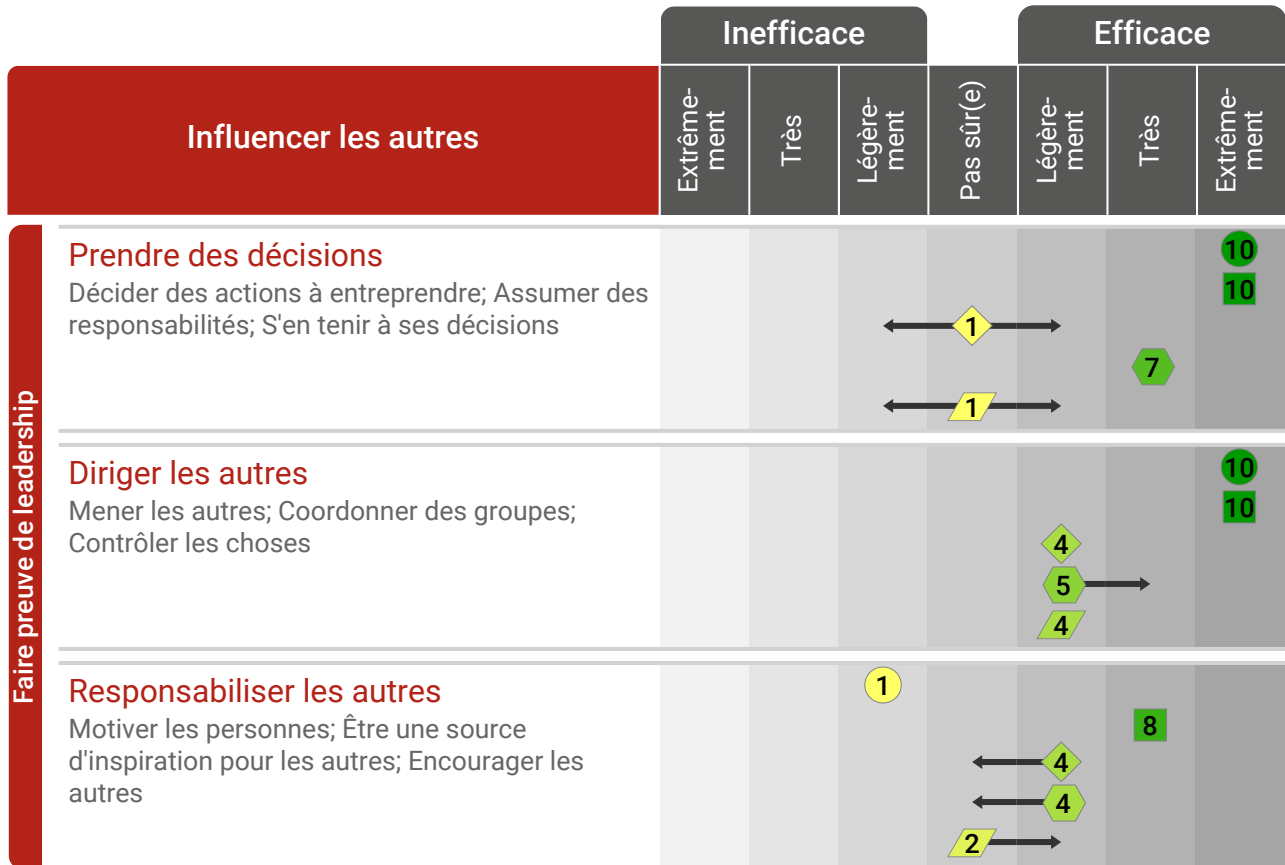 Inefficace
Efficace
Influencer les autres
Extrême-
ment
Très
Légère-
ment
Pas sûr(e)
Légère-
ment
Très
Extrême-
ment
Faire preuve de leadership
Prendre des décisions
Décider des actions à entreprendre; Assumer des
responsabilités; S'en tenir à ses décisions
10
10
1
7
1
Diriger les autres
Mener les autres; Coordonner des groupes;
Contrôler les choses
10
10
4
5
4
Responsabiliser les autres
Motiver les personnes; Être une source
d'inspiration pour les autres; Encourager les
autres
1
8
4
4
2